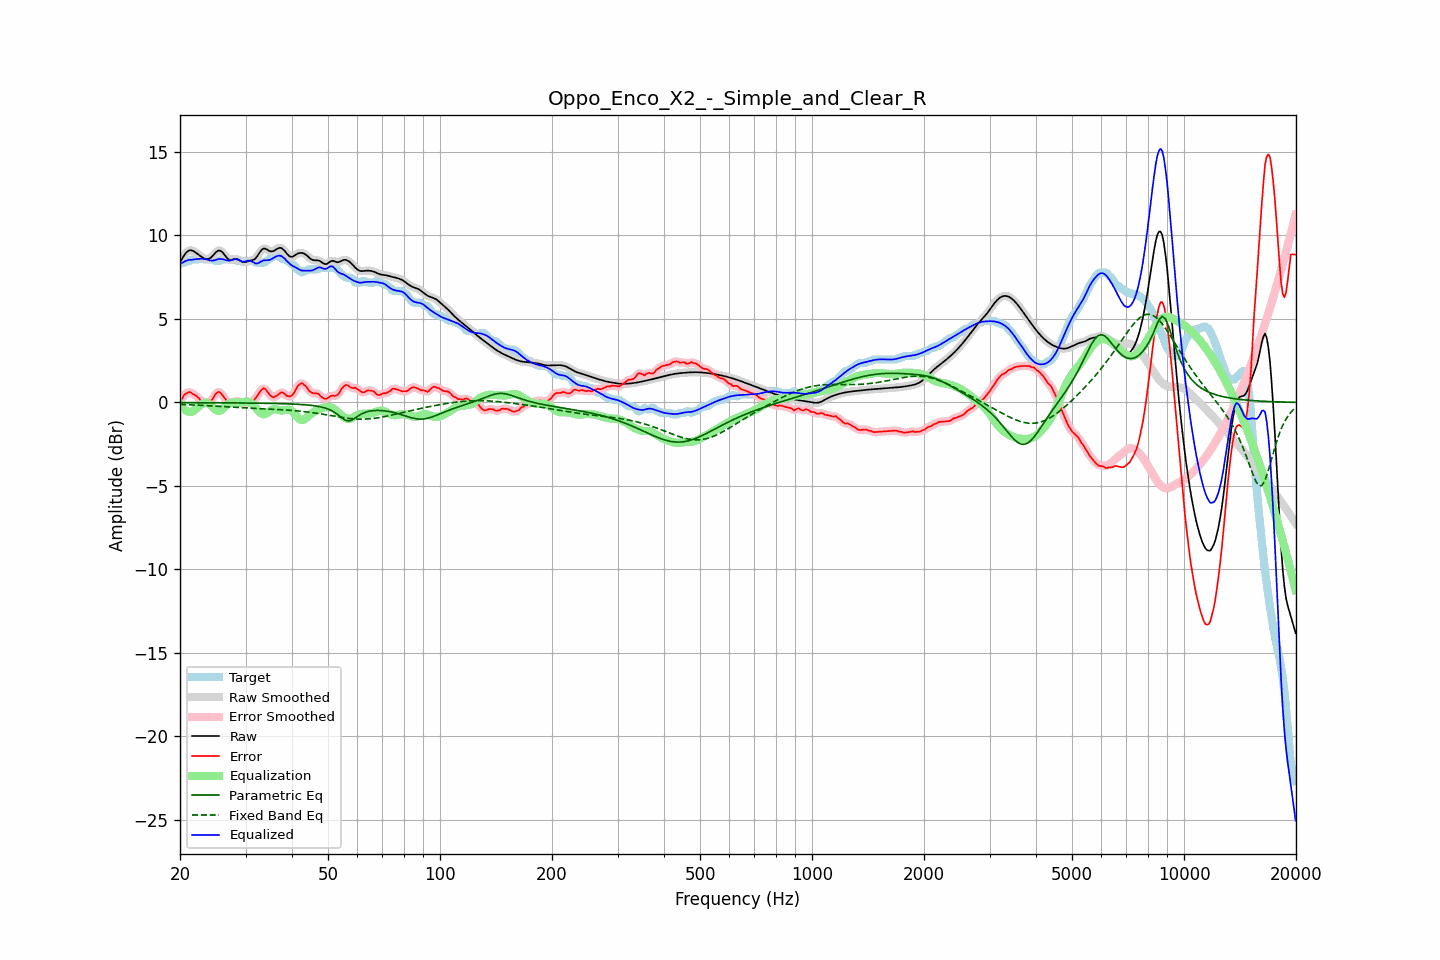 Oppo_Enco_X2_-_Simple_and_Clear_R
Amplitude (dBr)
15
10
5
0
−5
−10
−15
−20
−25
Target
Raw Smoothed
Error Smoothed
Raw
Error
Equalization
Parametric Eq
Fixed Band Eq
Equalized
20 50 100 200 500 1000 2000 5000 10000 20000
Frequency (Hz)